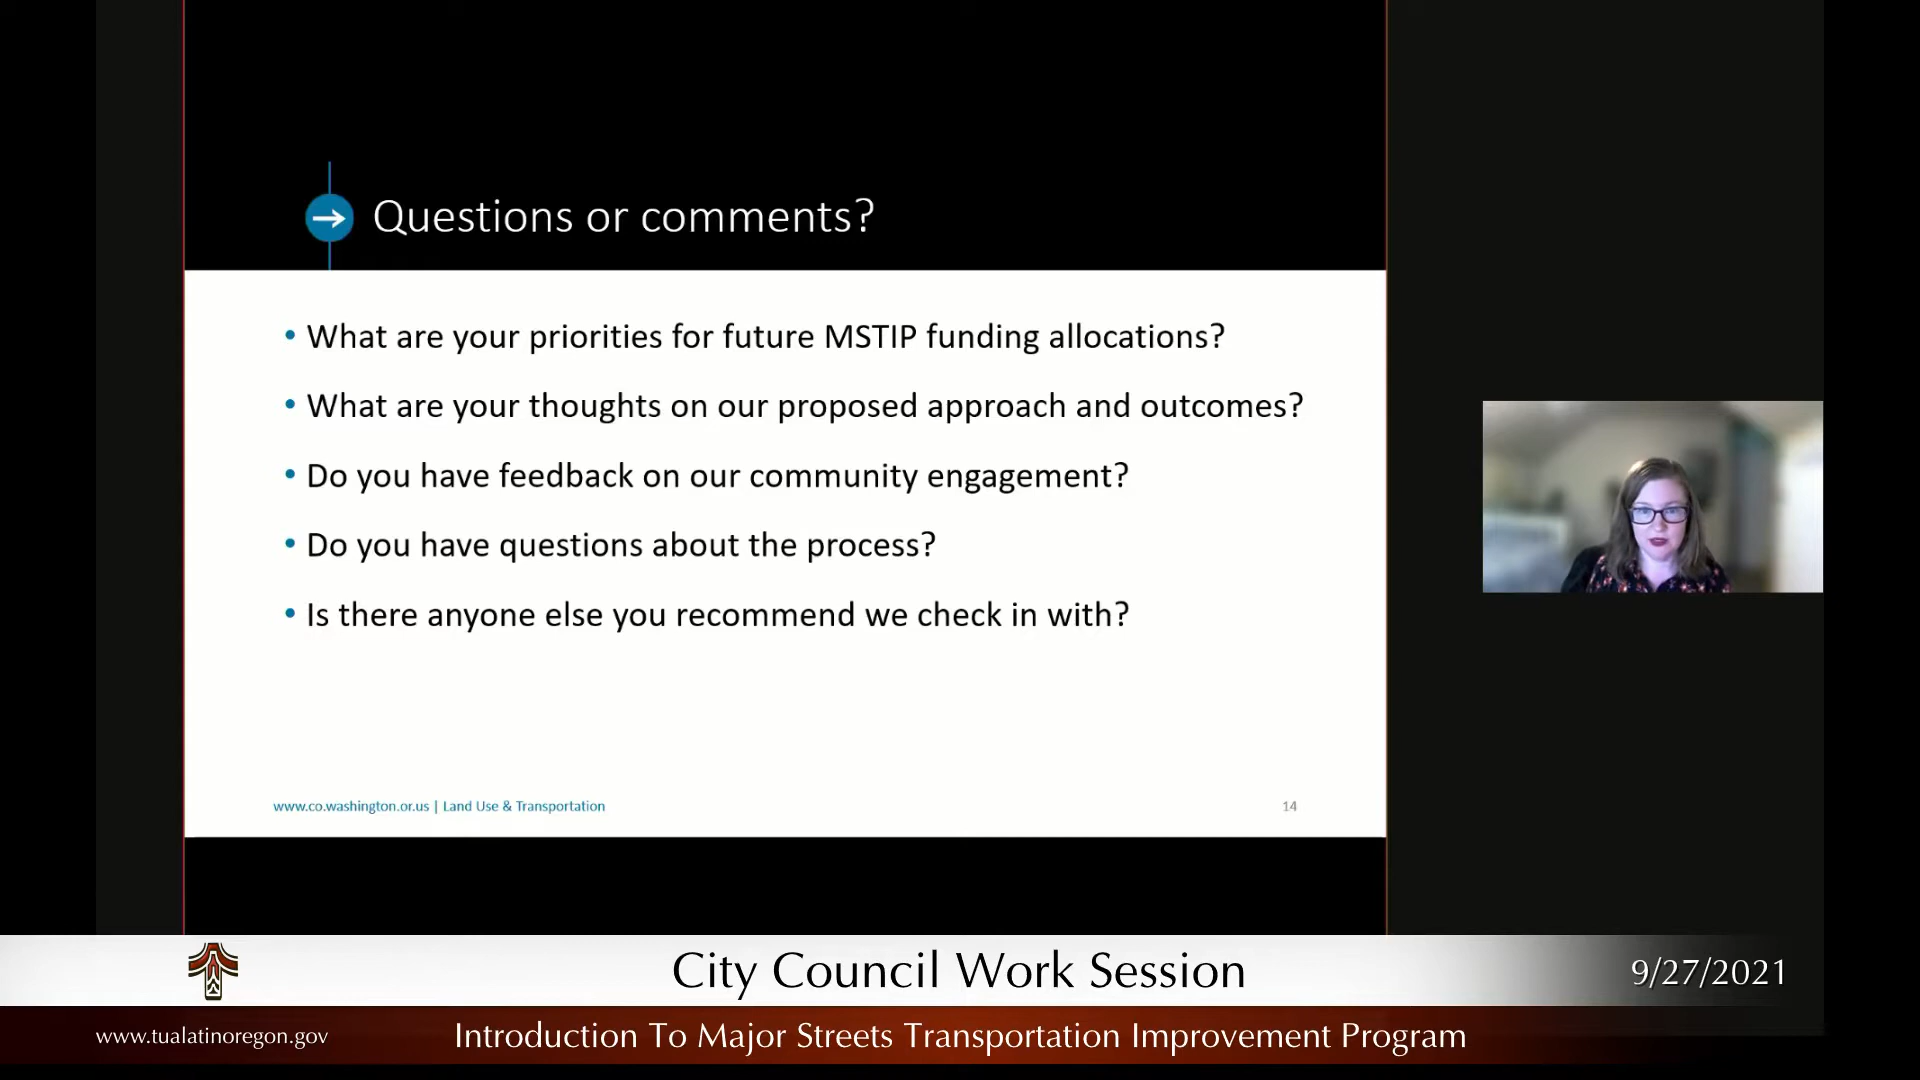 Questions or comments?
• What are your priorities for future MSTIP funding allocations?
• What are your thoughts on our proposed approach and outcomes?
• Do you have feedback on our community engagement?
• Do you have questions about the process?
• Is there anyone else you recommend we check in with?
www.co.washington.or.us | Land Use & Transportation
14
City Council Work Session
9/27/2021
www.tualatinoregon.gov
Introduction To Major Streets Transportation Improvement Program